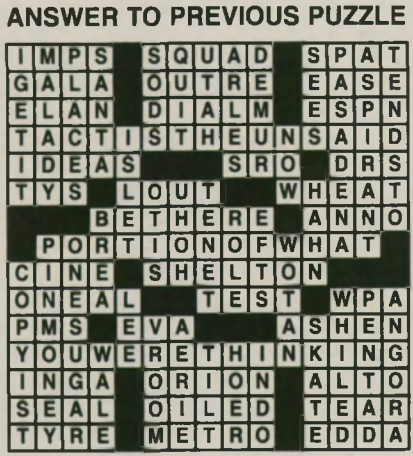 ANSWER TO PREVIOUS PUZZLE
IMPS SQUAD SPAT
GALA OUTRE EASE
ELAN DIALM ESPN
TACTISTHEUNSAID
IDEAS SRO DRS
TYS LOUT WHEAT
BETHERE ANNO
PORTIONOFWHAT
CINE SHELTON
ONEAL TEST WPA
PMS EVA ASHEN
YOUWERETHINKING
INGA ORION ALTO
SEAL OILED TEAR
TYRE METRO EDDA